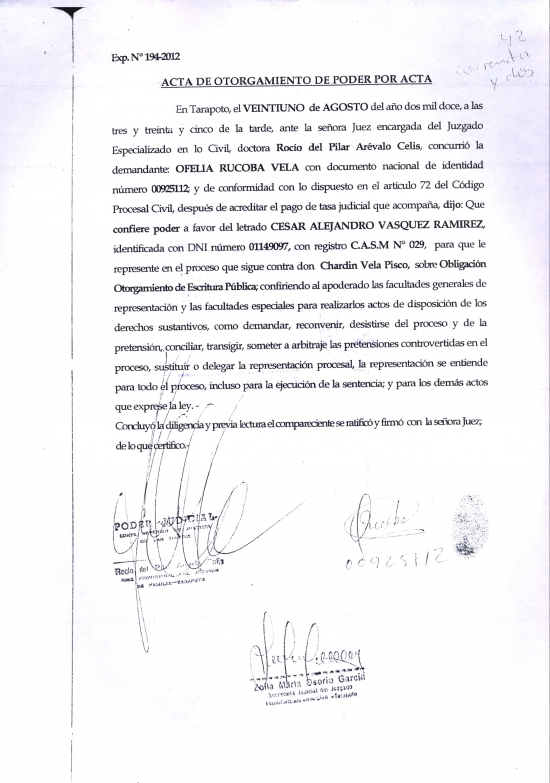 42
cuarenta
y dos
Exp. N° 194-2012
ACTA DE OTORGAMIENTO DE PODER POR ACTA
En Tarapoto, el VEINTIUNO de AGOSTO del año dos mil doce, a las
tres y treinta y cinco de la tarde, ante la señora Juez encargada del Juzgado
Especializado en lo Civil, doctora Rocio del Pilar Arévalo Celis, concurrió la
demandante: OFELIA RUCOBA VELA con documento nacional de identidad
número 00925112; y de conformidad con lo dispuesto en el artículo 72 del Código
Procesal Civil, después de acreditar el pago de tasa judicial que acompaña, dijo: Que
confiere poder a favor del letrado CESAR ALEJANDRO VASQUEZ RAMIREZ,
identificada con DNI número 01149097, con registro C.A.S.M N° 029, para que le
represente en el proceso que sigue contra don Chardin Vela Pisco, sobre Obligación
Otorgamiento de Escritura Pública; confiriendo al apoderado las facultades generales de
representación y las facultades especiales para realizarlos actos de disposición de los
derechos sustantivos, como demandar, reconvenir, desistirse del proceso y de la
pretensión, conciliar, transigir, someter a arbitraje las pretensiones controvertidas en el
proceso, sustituir o delegar la representación procesal, la representación se entiende
para todo el proceso, incluso para la ejecución de la sentencia; y para los demás actos
que exprese la ley. -
Concluyó la diligencia y previa lectura el compareciente se ratificó y firmó con la señora Juez;
de lo que certifico.-
PODER JUDICIAL
CORTE SUPERIOR DE JUSTICIA
DE SAN MARTIN
Rocío del
JUEZ PROVISIONAL
DE FAMILIA-TARAPOTO
Rucoba
00925112
Zoila María Osorio García
Secretaria Judicial del Juzgado
Especializado en lo Civil - Tarapoto